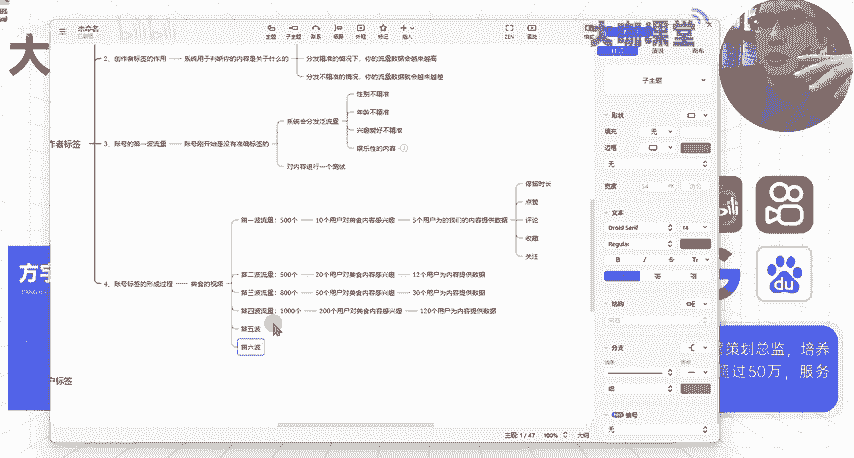 未命名
主题
子主题
联系
概要
外框
标记
插入
ZEN
演说
大 课堂
大
演说
发布
2、创作者标签的作用
系统用于判断你的内容是关于什么的
分发精准的情况下，你的流量数据会越来越高
分发不精准的情况，你的流量数据就会越来越差
作者标签
3、账号的第一波流量
账号刚开始是没有准确标签的
系统会分发泛流量
性别不精准
年龄不精准
兴趣爱好不精准
娱乐性的内容
对内容进行一个测试
4、账号标签的形成过程
美食的视频
第一波流量：500个
10个用户对美食内容感兴趣
5个用户为的我们的内容提供数据
停留时长
点赞
评论
收藏
关注
第二波流量：500个
20个用户对美食内容感兴趣
12个用户为内容提供数据
第三波流量：800个
50个用户对美食内容感兴趣
30个用户为内容提供数据
第四波流量：1000个
200个用户对美食内容感兴趣
120个用户为内容提供数据
第五波
第六波
户标签
主题: 1 / 47
100%
大纲
子主题
形状
填充
无
边框
无
宽度
文本
Droid Serif
14
Regular
B
I
S
Tt
结构
分支
细
编号
无
du
方宇
策划总监，培养
超过50万，服务